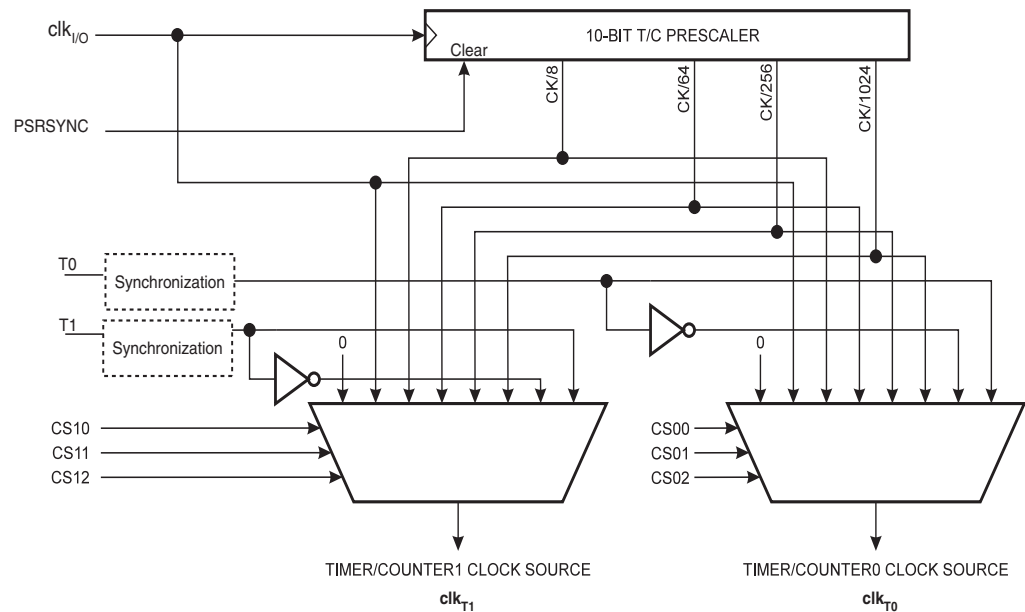 clkI/O
10-BIT T/C PRESCALER
Clear
CK/8
CK/64
CK/256
CK/1024
PSRSYNC
T0
Synchronization
T1
Synchronization
0
0
CS10
CS11
CS12
CS00
CS01
CS02
TIMER/COUNTER1 CLOCK SOURCE
clkT1
TIMER/COUNTER0 CLOCK SOURCE
clkT0